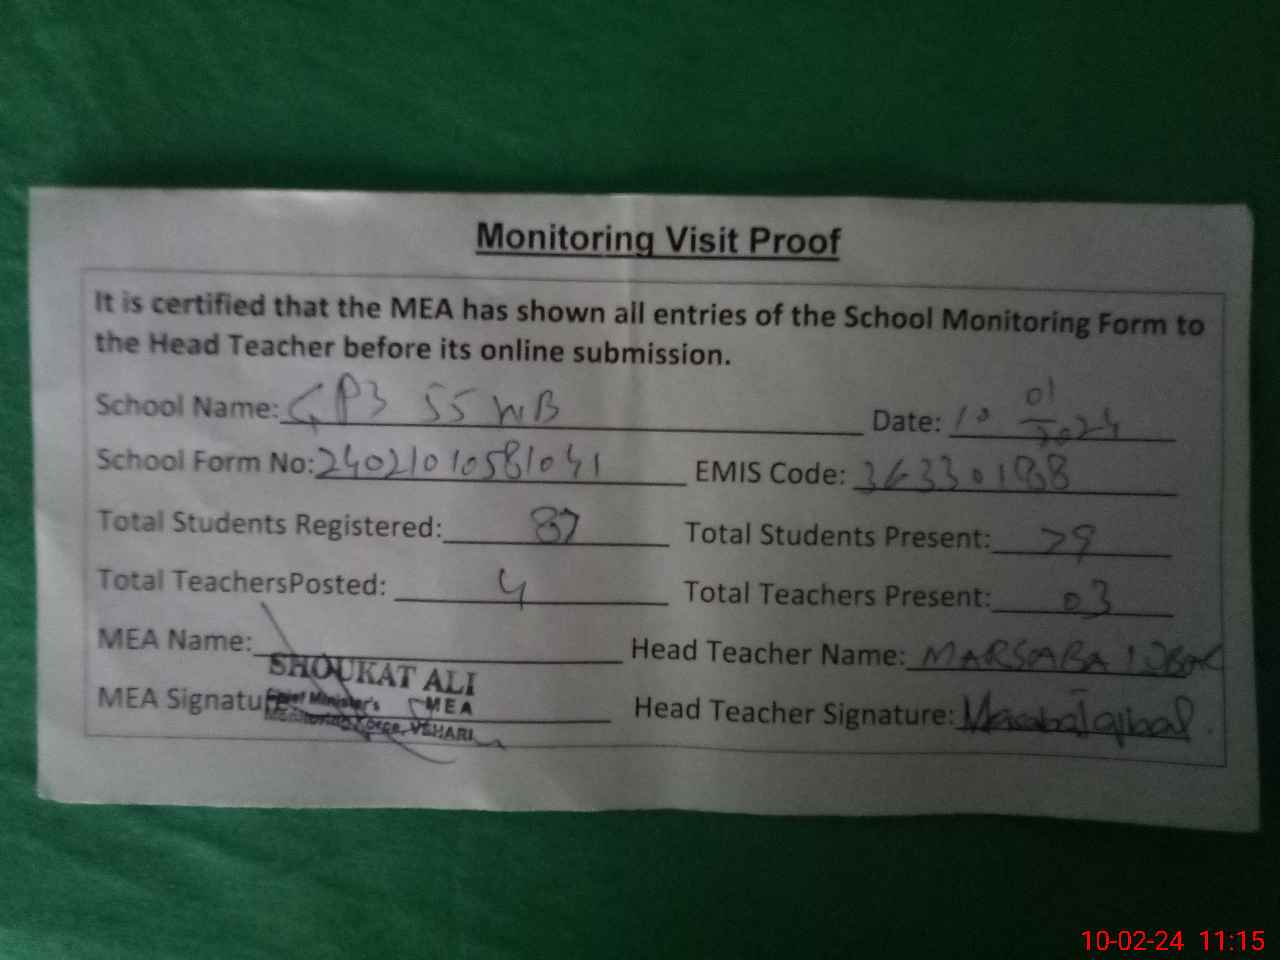 Monitoring Visit Proof
It is certified that the MEA has shown all entries of the School Monitoring Form to
the Head Teacher before its online submission.
School Name: GPS 55 WB Date: 10 01 2024
School Form No: 24021010581041 EMIS Code: 36330188
Total Students Registered: 87 Total Students Present: 79
Total TeachersPosted: 4 Total Teachers Present: 03
MEA Name: Head Teacher Name:
SHOUKAT ALI
MEA Signature Chief Minister's MEA Head Teacher Signature:
Monitoring Force, VEHARI
10-02-24 11:15